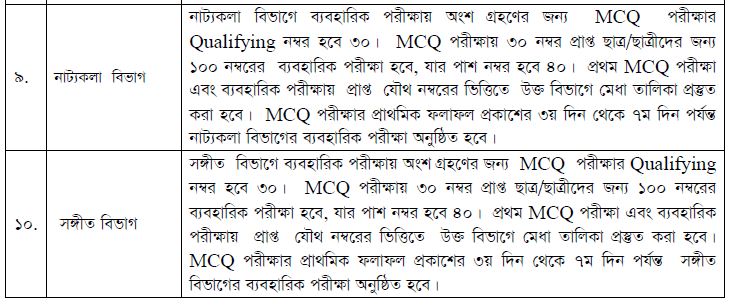 নাট্যকলা বিভাগে ব্যবহারিক পরীক্ষায় অংশ গ্রহণের জন্য MCQ পরীক্ষার
Qualifying নম্বর হবে ৩০। MCQ পরীক্ষায় ৩০ নম্বর প্রাপ্ত ছাত্র/ছাত্রীদের জন্য
৯. নাট্যকলা বিভাগ ১০০ নম্বরের ব্যবহারিক পরীক্ষা হবে, যার পাশ নম্বর হবে ৪০। প্রথম MCQ পরীক্ষা
এবং ব্যবহারিক পরীক্ষায় প্রাপ্ত যৌথ নম্বরের ভিত্তিতে উক্ত বিভাগে মেধা তালিকা প্রস্তুত
করা হবে। MCQ পরীক্ষার প্রাথমিক ফলাফল প্রকাশের ৩য় দিন থেকে ৭ম দিন পর্যন্ত
নাট্যকলা বিভাগের ব্যবহারিক পরীক্ষা অনুষ্ঠিত হবে।
সঙ্গীত বিভাগে ব্যবহারিক পরীক্ষায় অংশ গ্রহণের জন্য MCQ পরীক্ষার Qualifying
নম্বর হবে ৩০। MCQ পরীক্ষায় ৩০ নম্বর প্রাপ্ত ছাত্র/ছাত্রীদের জন্য ১০০ নম্বরের
১০. সঙ্গীত বিভাগ ব্যবহারিক পরীক্ষা হবে, যার পাশ নম্বর হবে ৪০। প্রথম MCQ পরীক্ষা এবং ব্যবহারিক
পরীক্ষায় প্রাপ্ত যৌথ নম্বরের ভিত্তিতে উক্ত বিভাগে মেধা তালিকা প্রস্তুত করা হবে।
MCQ পরীক্ষার প্রাথমিক ফলাফল প্রকাশের ৩য় দিন থেকে ৭ম দিন পর্যন্ত সঙ্গীত
বিভাগের ব্যবহারিক পরীক্ষা অনুষ্ঠিত হবে।